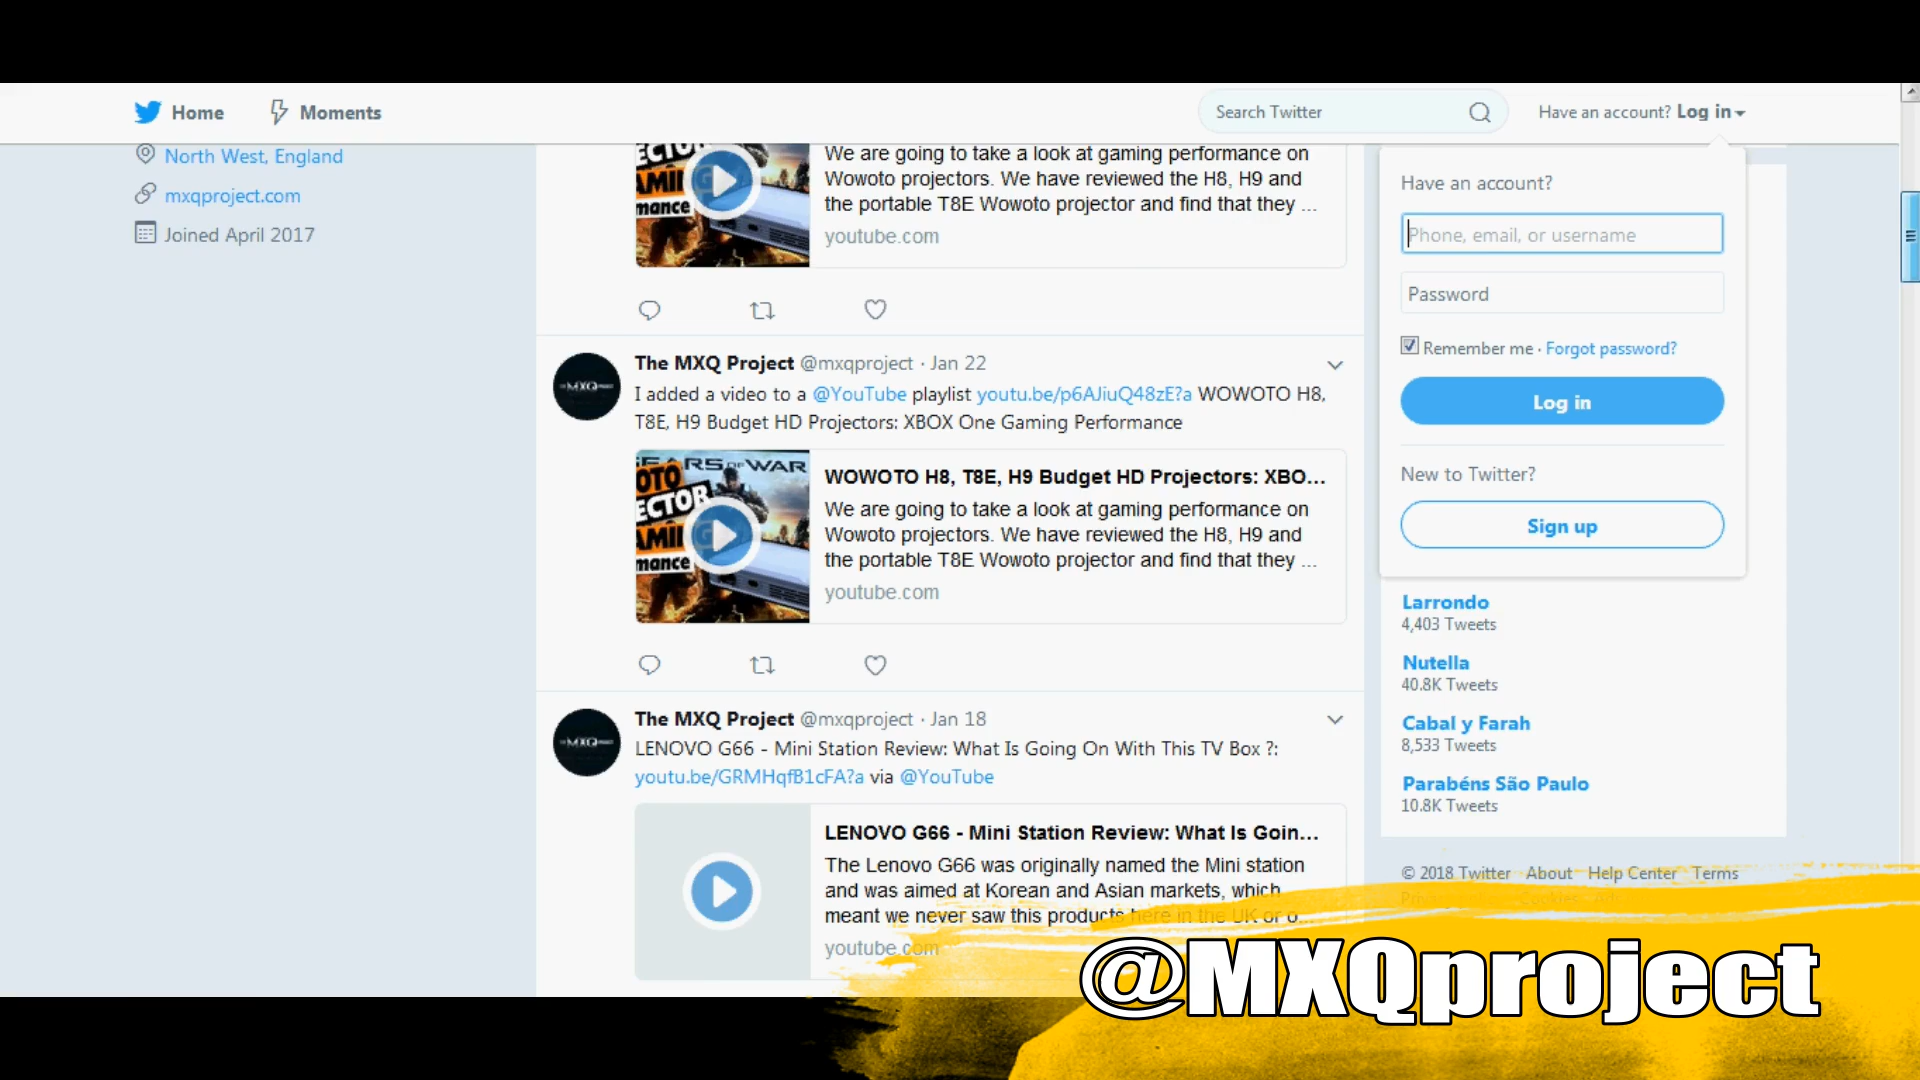 Home
Moments
Search Twitter
Have an account? Log in
North West, England
mxqproject.com
Joined April 2017
We are going to take a look at gaming performance on
Wowoto projectors. We have reviewed the H8, H9 and
the portable T8E Wowoto projector and find that they ...
youtube.com
The MXQ Project @mxqproject · Jan 22
I added a video to a @YouTube playlist youtu.be/p6AJiuQ48zE?a WOWOTO H8,
T8E, H9 Budget HD Projectors: XBOX One Gaming Performance
WOWOTO H8, T8E, H9 Budget HD Projectors: XBO...
We are going to take a look at gaming performance on
Wowoto projectors. We have reviewed the H8, H9 and
the portable T8E Wowoto projector and find that they ...
youtube.com
The MXQ Project @mxqproject · Jan 18
LENOVO G66 - Mini Station Review: What Is Going On With This TV Box ?:
youtu.be/GRMHqfB1cFA?a via @YouTube
LENOVO G66 - Mini Station Review: What Is Goin...
The Lenovo G66 was originally named the Mini station
and was aimed at Korean and Asian markets, which
meant we never saw this products here in the UK or o...
youtube.com
Have an account?
Phone, email, or username
Password
Remember me · Forgot password?
Log in
New to Twitter?
Sign up
Larrondo
4,403 Tweets
Nutella
40.8K Tweets
Cabal y Farah
8,533 Tweets
Parabéns São Paulo
10.8K Tweets
© 2018 Twitter About Help Center Terms
@MXQproject